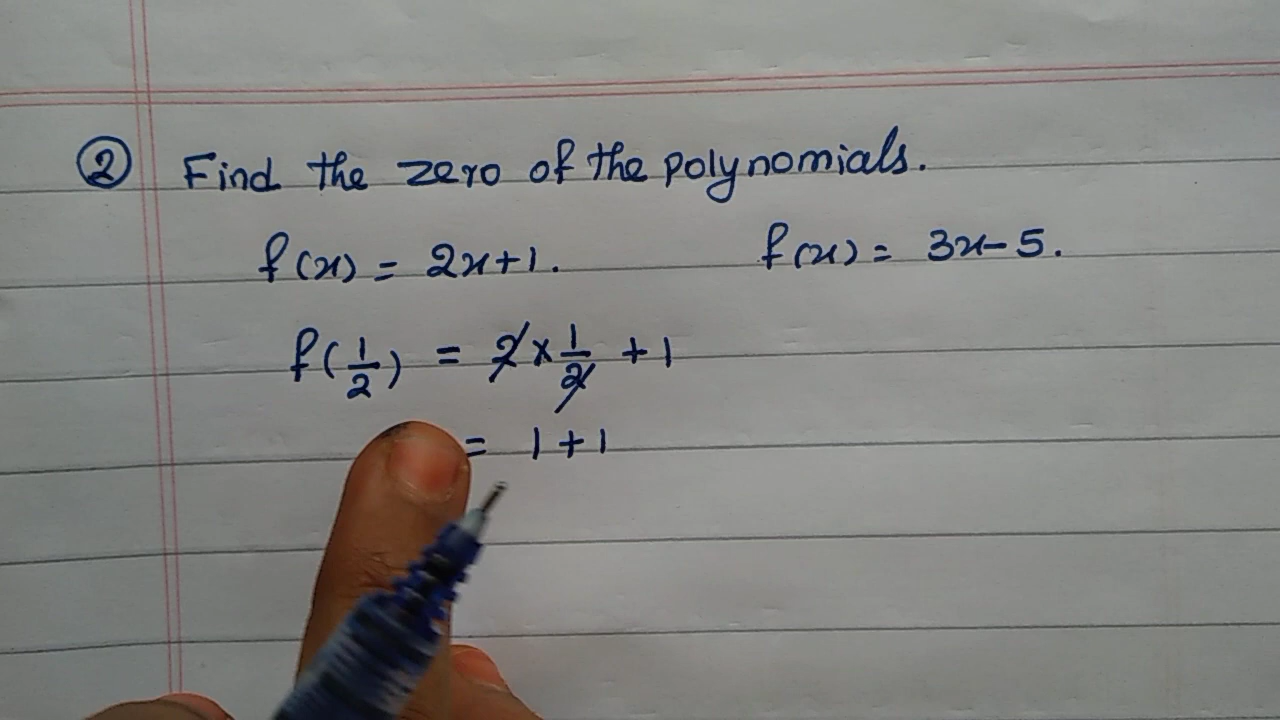 ② Find the zero of the polynomials.
f(x) = 2x+1. f(x) = 3x-5.
f(1/2) = 2 × 1/2 + 1
= 1 + 1